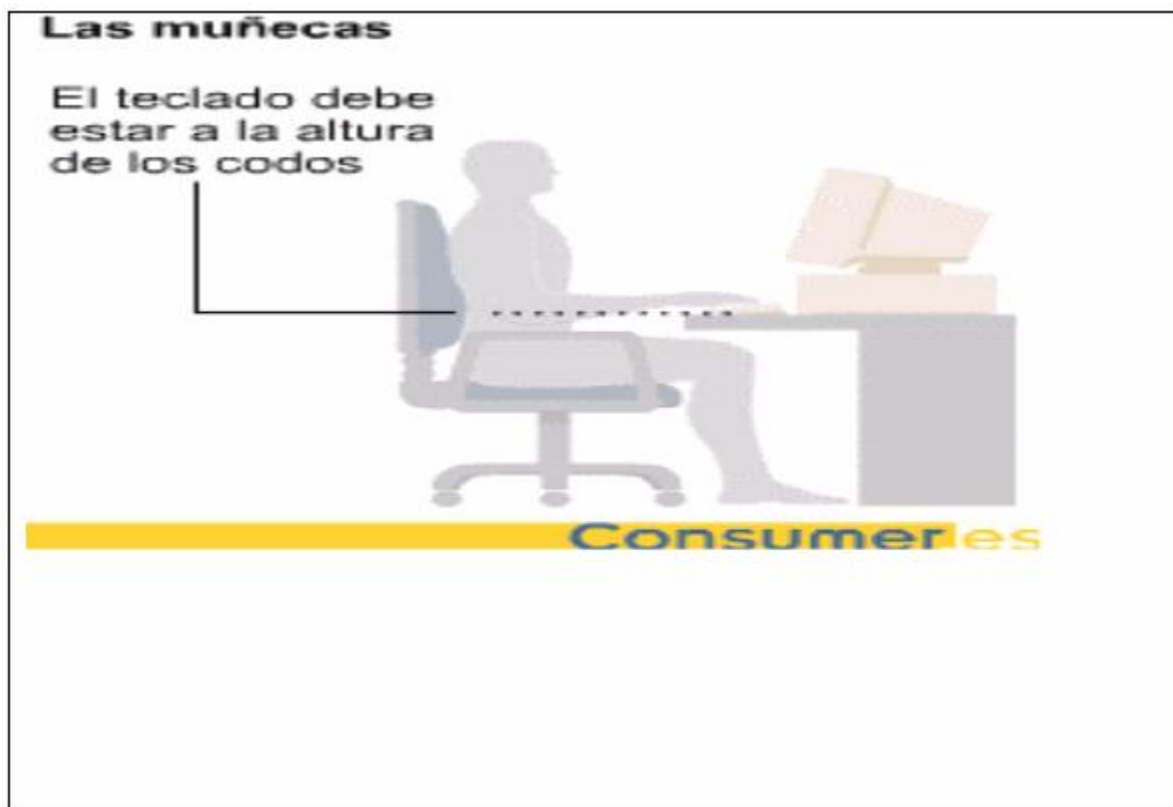 Las muñecas
El teclado debe
estar a la altura
de los codos
Consumer.es